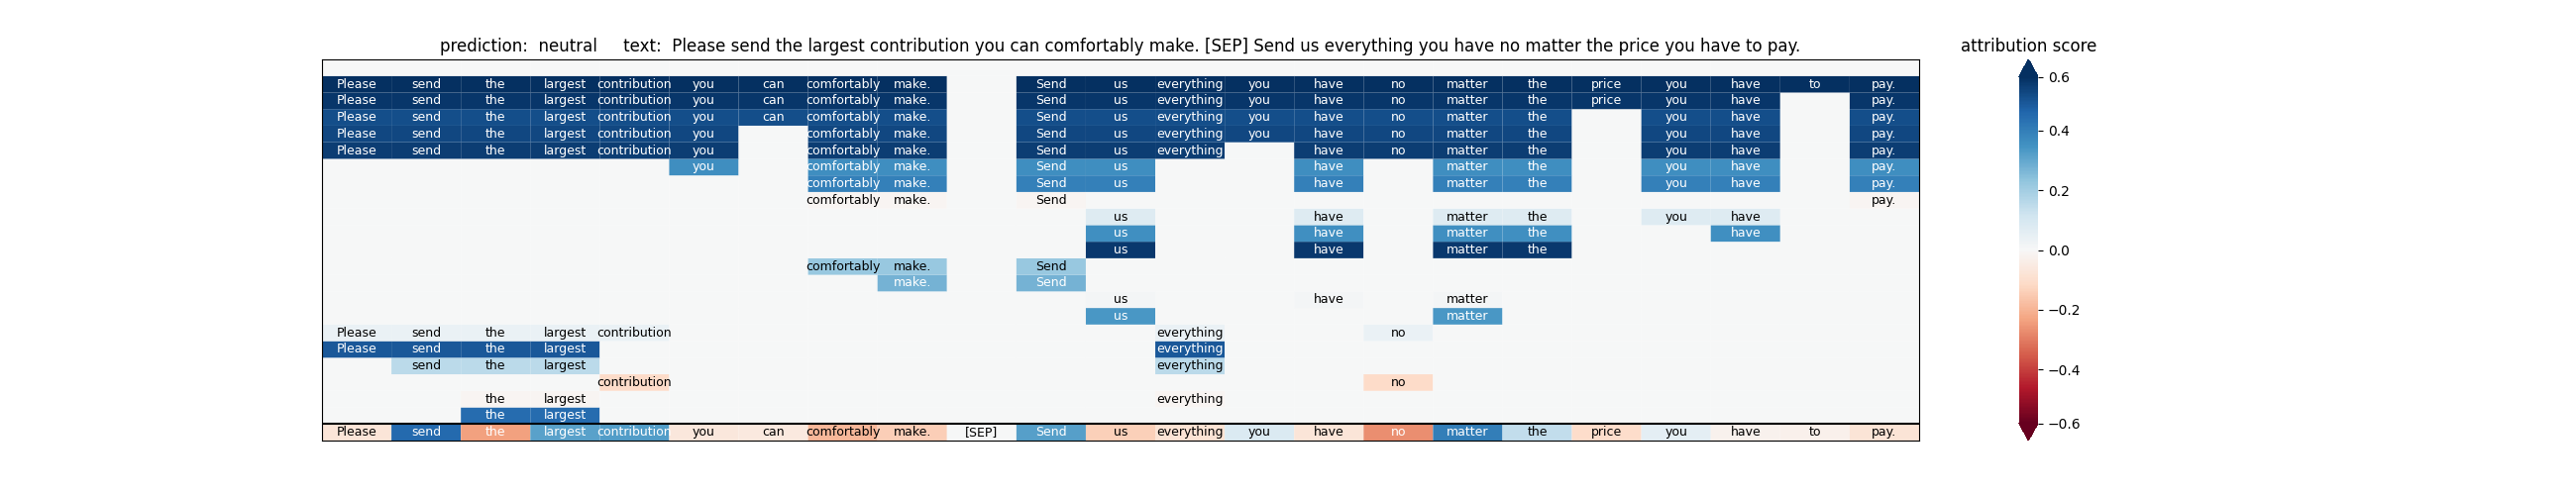 prediction: neutral text: Please send the largest contribution you can comfortably make. [SEP] Send us everything you have no matter the price you have to pay.
attribution score
Please send the largest contribution you can comfortably make. Send us everything you have no matter the price you have to pay.
Please send the largest contribution you can comfortably make. Send us everything you have no matter the price you have pay.
Please send the largest contribution you can comfortably make. Send us everything you have no matter the you have pay.
Please send the largest contribution you comfortably make. Send us everything you have no matter the you have pay.
Please send the largest contribution you comfortably make. Send us everything have no matter the you have pay.
you comfortably make. Send us have matter the you have pay.
comfortably make. Send us have matter the you have pay.
comfortably make. Send pay.
us have matter the you have
us have matter the have
us have matter the
comfortably make. Send
make. Send
us have matter
us matter
Please send the largest contribution everything no
Please send the largest everything
send the largest everything
contribution no
the largest everything
the largest
Please send the largest contribution you can comfortably make. [SEP] Send us everything you have no matter the price you have to pay.
0.6
0.4
0.2
0.0
−0.2
−0.4
−0.6